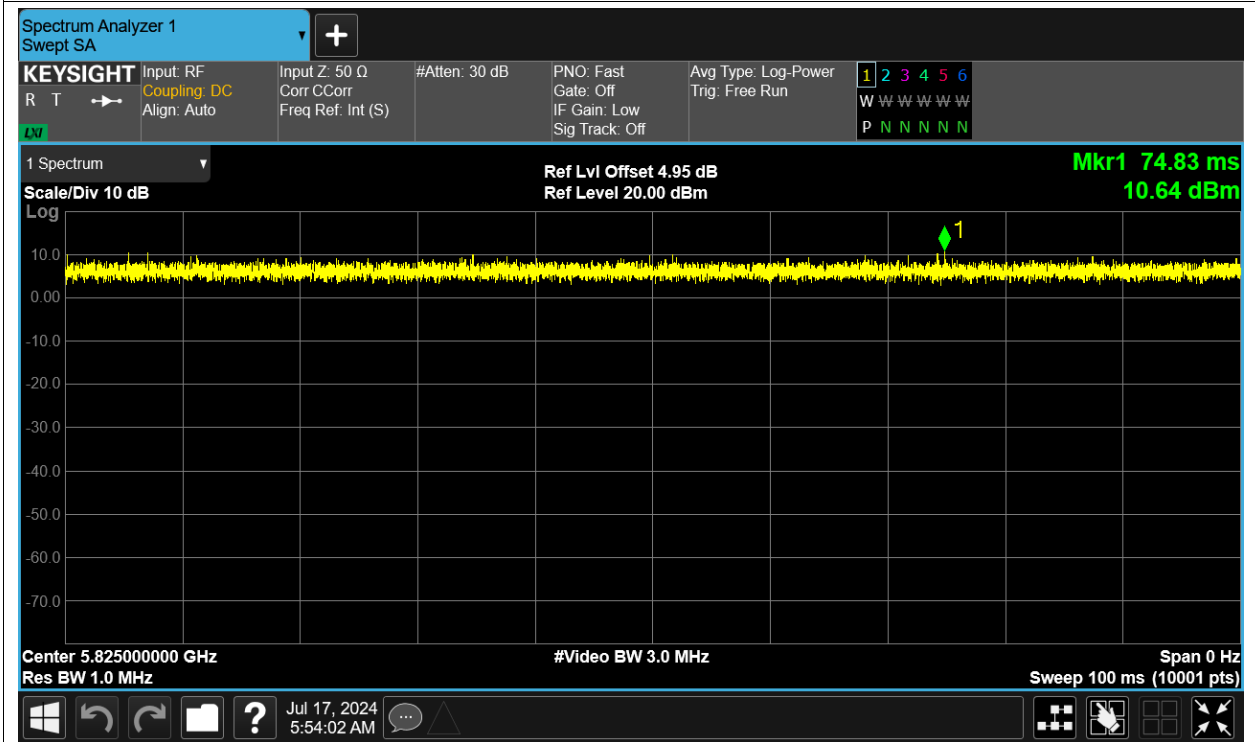 Spectrum Analyzer 1
Swept SA
KEYSIGHT
R T
LXI
Input: RF
Coupling: DC
Align: Auto
Input Z: 50 Ω
Corr CCorr
Freq Ref: Int (S)
#Atten: 30 dB
PNO: Fast
Gate: Off
IF Gain: Low
Sig Track: Off
Avg Type: Log-Power
Trig: Free Run
1 2 3 4 5 6
W W W W W W
P N N N N N
1 Spectrum
Scale/Div 10 dB
Ref Lvl Offset 4.95 dB
Ref Level 20.00 dBm
Mkr1 74.83 ms
10.64 dBm
Log
1
10.0
0.00
-10.0
-20.0
-30.0
-40.0
-50.0
-60.0
-70.0
Center 5.825000000 GHz
#Video BW 3.0 MHz
Span 0 Hz
Res BW 1.0 MHz
Sweep 100 ms (10001 pts)
?
Jul 17, 2024
5:54:02 AM